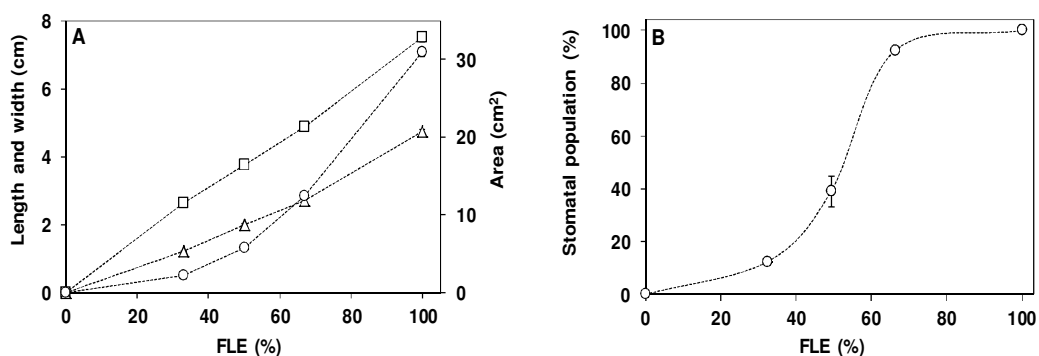 A
Length and width (cm)
8
6
4
2
0
30
20
10
0
Area (cm²)
0 20 40 60 80 100
FLE (%)
B
Stomatal population (%)
100
80
60
40
20
0
0 20 40 60 80 100
FLE (%)